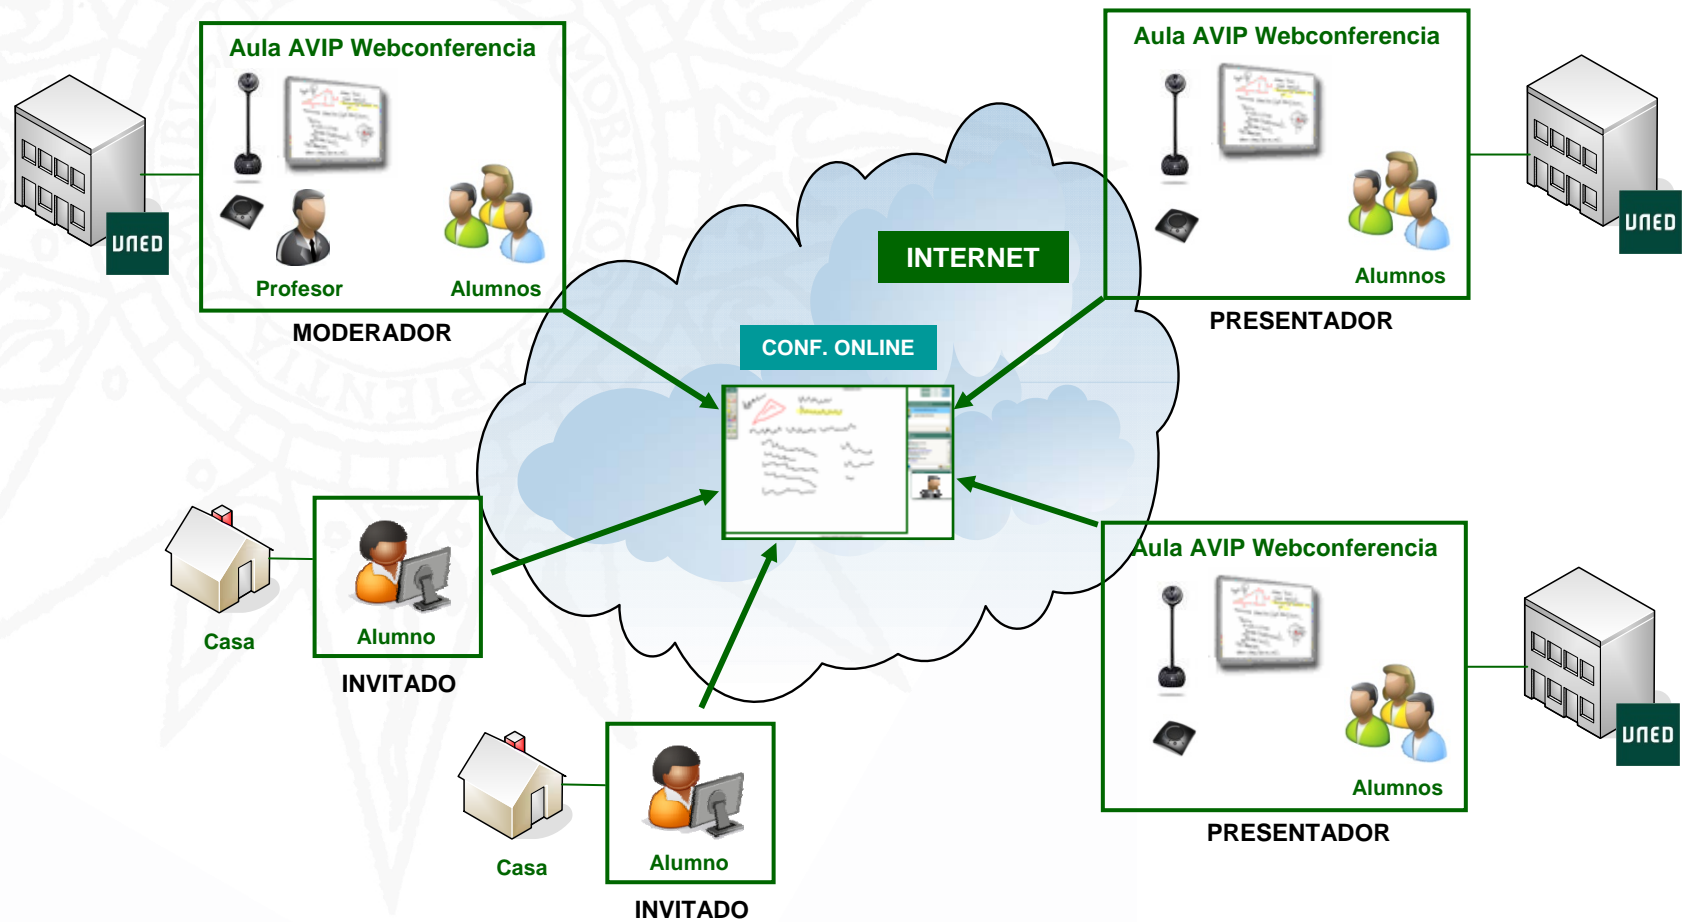 Aula AVIP Webconferencia
UNED
Profesor
Alumnos
MODERADOR
Aula AVIP Webconferencia
UNED
Alumnos
PRESENTADOR
INTERNET
CONF. ONLINE
Casa
Alumno
INVITADO
Casa
Alumno
INVITADO
Aula AVIP Webconferencia
UNED
Alumnos
PRESENTADOR